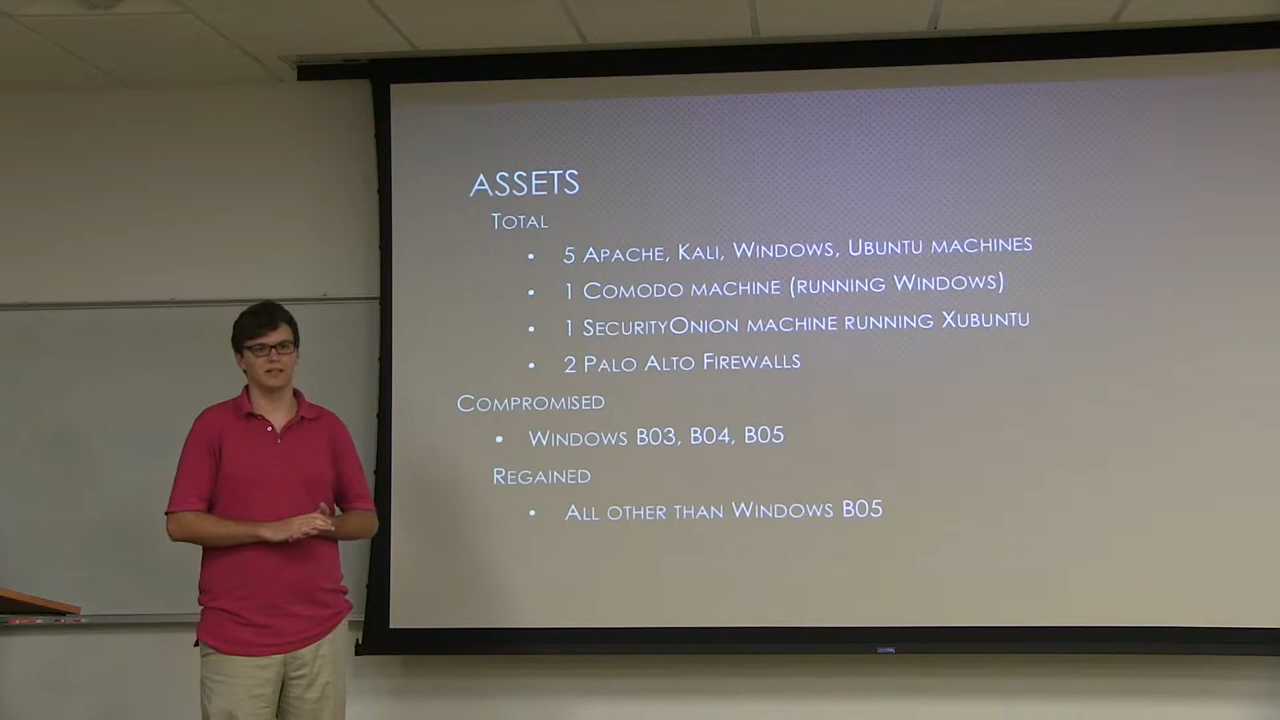 ASSETS
TOTAL
• 5 APACHE, KALI, WINDOWS, UBUNTU MACHINES
• 1 COMODO MACHINE (RUNNING WINDOWS)
• 1 SECURITYONION MACHINE RUNNING XUBUNTU
• 2 PALO ALTO FIREWALLS
COMPROMISED
• WINDOWS B03, B04, B05
REGAINED
• ALL OTHER THAN WINDOWS B05